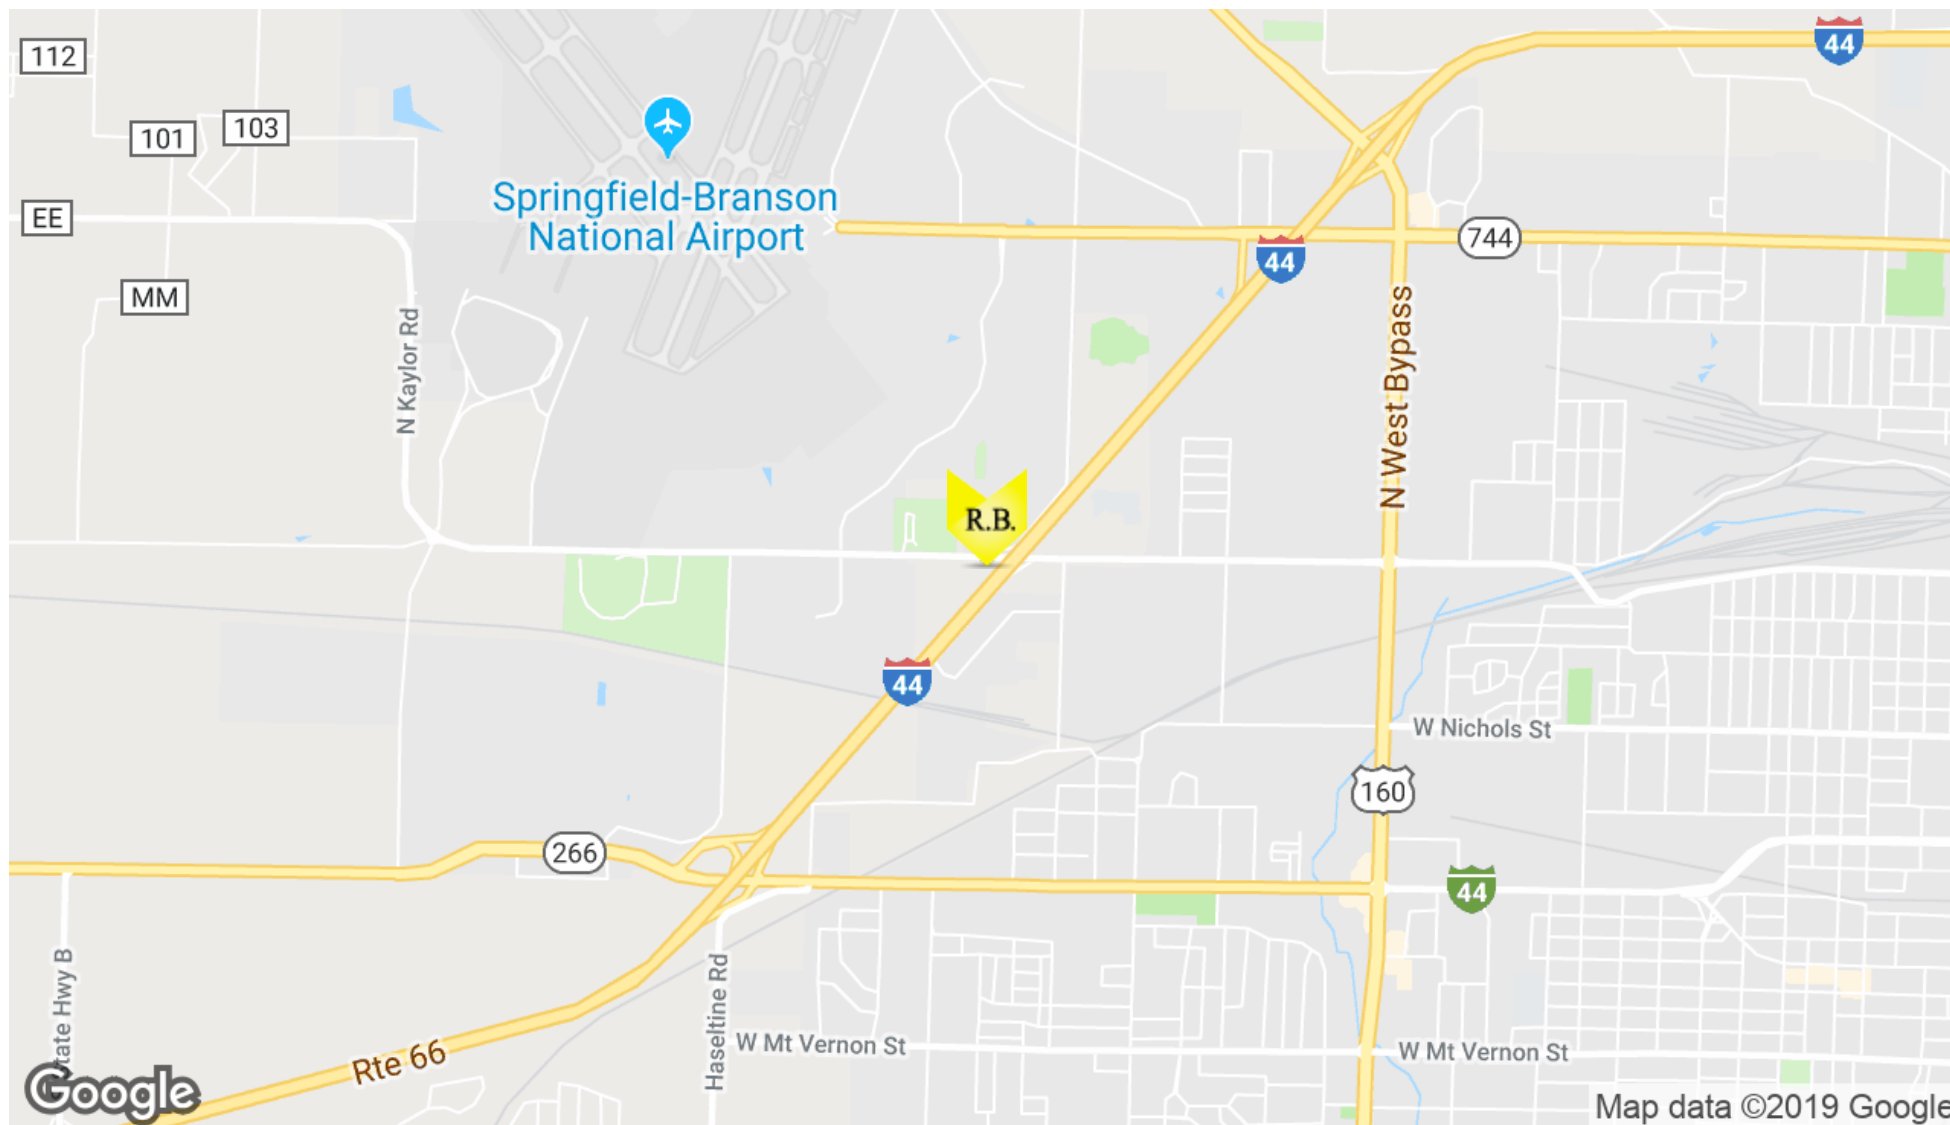 112
44
101
103
Springfield-Branson
National Airport
EE
744
44
MM
N Kaylor Rd
N West Bypass
R.B.
44
W Nichols St
160
266
44
State Hwy B
Haseltine Rd
W Mt Vernon St
W Mt Vernon St
Rte 66
Google
Map data ©2019 Google